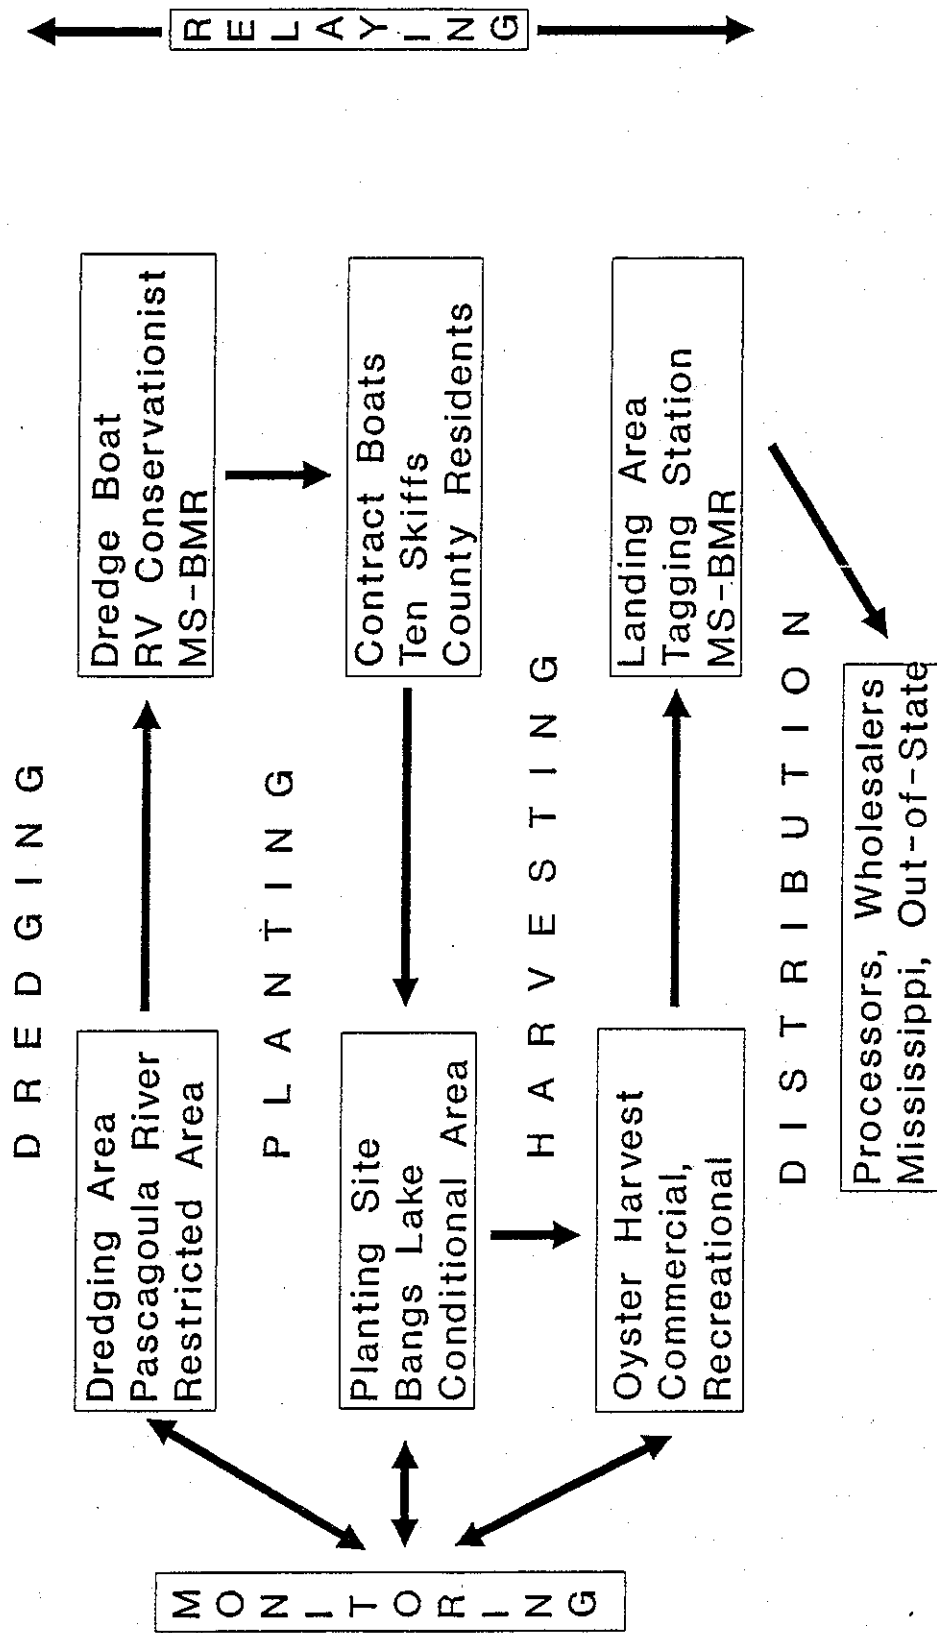 RELAYING
DREDGING
Dredging Area
Pascagoula River
Restricted Area
Dredge Boat
RV Conservationist
MS-BMR
PLANTING
Planting Site
Bangs Lake
Conditional Area
Contract Boats
Ten Skiffs
County Residents
MONITORING
HARVESTING
Oyster Harvest
Commercial,
Recreational
Landing Area
Tagging Station
MS-BMR
DISTRIBUTION
Processors, Wholesalers
Mississippi, Out-of-State